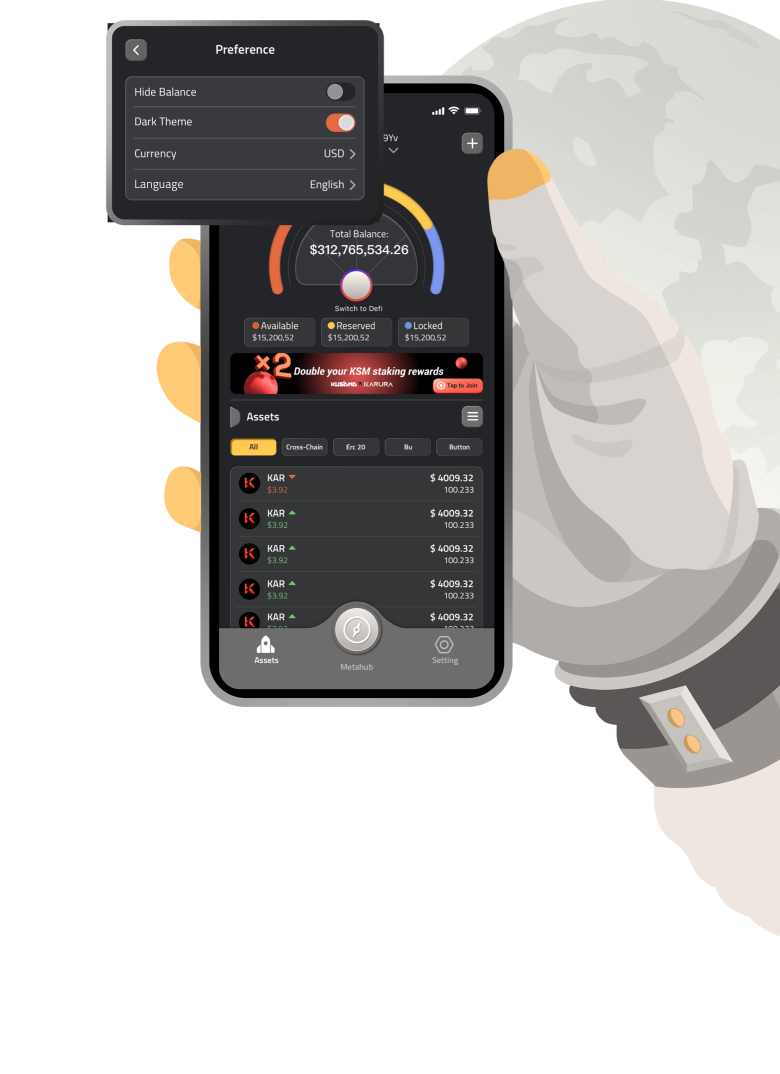 Preference
Hide Balance
Dark Theme
Currency USD
Language English
9Yv
Total Balance:
$312,765,534.26
Switch to Defi
Available Reserved Locked
$15,200,52 $15,200,52 $15,200,52
×2
Double your KSM staking rewards
KUSAMA × KARURA
Tap to Join
Assets
All Cross-Chain Erc 20 Bu Button
KAR $ 4009.32
$3.92 100.233
KAR $ 4009.32
$3.92 100.233
KAR $ 4009.32
$3.92 100.233
KAR $ 4009.32
$3.92 100.233
KAR $ 4009.32
Assets Metahub Setting